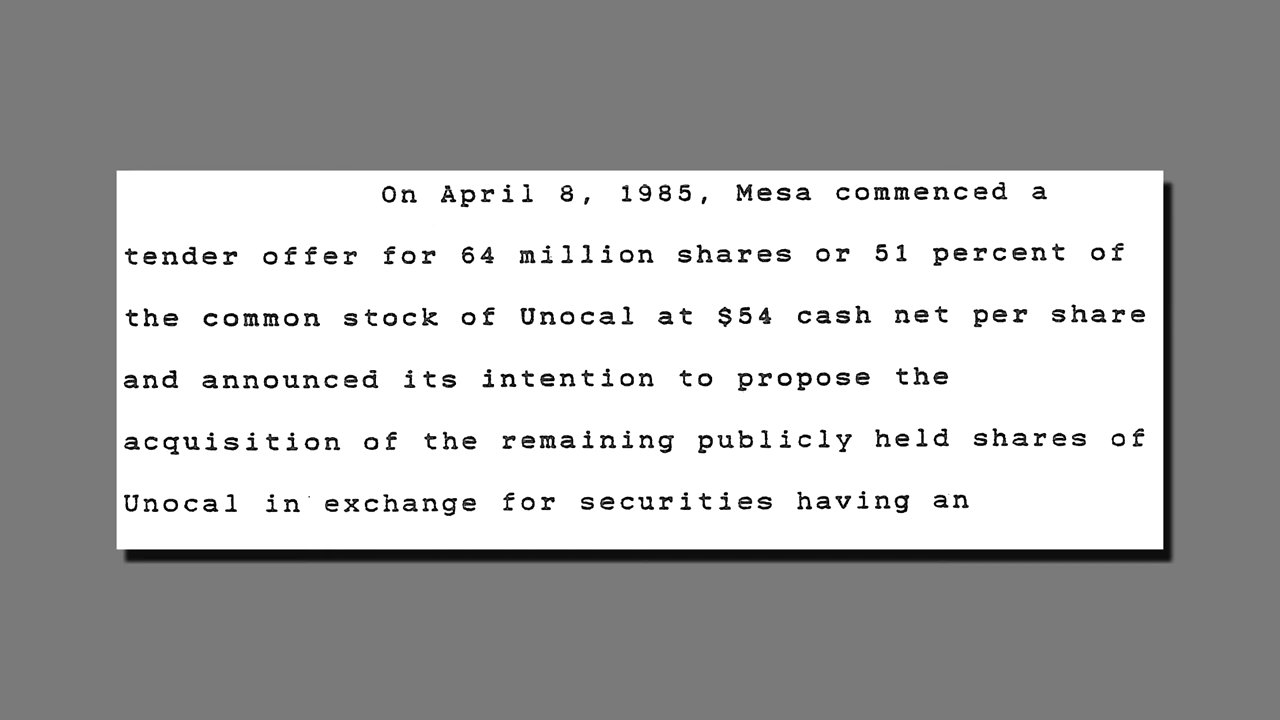 On April 8, 1985, Mesa commenced a
tender offer for 64 million shares or 51 percent of
the common stock of Unocal at $54 cash net per share
and announced its intention to propose the
acquisition of the remaining publicly held shares of
Unocal in exchange for securities having an